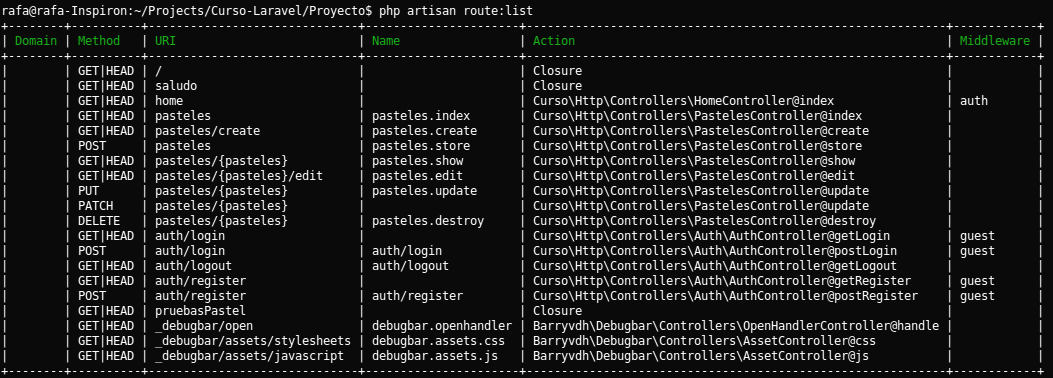 rafa@rafa-Inspiron:~/Projects/Curso-Laravel/Proyecto$ php artisan route:list
+--------+----------+------------------------------+----------------------+------------------------------------------------------------+------------+
| Domain | Method   | URI                          | Name                 | Action                                                     | Middleware |
+--------+----------+------------------------------+----------------------+------------------------------------------------------------+------------+
|        | GET|HEAD | /                            |                      | Closure                                                    |            |
|        | GET|HEAD | saludo                       |                      | Closure                                                    |            |
|        | GET|HEAD | home                         |                      | Curso\Http\Controllers\HomeController@index                | auth       |
|        | GET|HEAD | pasteles                     | pasteles.index       | Curso\Http\Controllers\PastelesController@index            |            |
|        | GET|HEAD | pasteles/create              | pasteles.create      | Curso\Http\Controllers\PastelesController@create           |            |
|        | POST     | pasteles                     | pasteles.store       | Curso\Http\Controllers\PastelesController@store            |            |
|        | GET|HEAD | pasteles/{pasteles}          | pasteles.show        | Curso\Http\Controllers\PastelesController@show             |            |
|        | GET|HEAD | pasteles/{pasteles}/edit     | pasteles.edit        | Curso\Http\Controllers\PastelesController@edit             |            |
|        | PUT      | pasteles/{pasteles}          | pasteles.update      | Curso\Http\Controllers\PastelesController@update           |            |
|        | PATCH    | pasteles/{pasteles}          |                      | Curso\Http\Controllers\PastelesController@update           |            |
|        | DELETE   | pasteles/{pasteles}          | pasteles.destroy     | Curso\Http\Controllers\PastelesController@destroy          |            |
|        | GET|HEAD | auth/login                   |                      | Curso\Http\Controllers\Auth\AuthController@getLogin        | guest      |
|        | POST     | auth/login                   | auth/login           | Curso\Http\Controllers\Auth\AuthController@postLogin       | guest      |
|        | GET|HEAD | auth/logout                  | auth/logout          | Curso\Http\Controllers\Auth\AuthController@getLogout       |            |
|        | GET|HEAD | auth/register                |                      | Curso\Http\Controllers\Auth\AuthController@getRegister     | guest      |
|        | POST     | auth/register                | auth/register        | Curso\Http\Controllers\Auth\AuthController@postRegister    | guest      |
|        | GET|HEAD | pruebasPastel                |                      | Closure                                                    |            |
|        | GET|HEAD | _debugbar/open               | debugbar.openhandler | Barryvdh\Debugbar\Controllers\OpenHandlerController@handle |            |
|        | GET|HEAD | _debugbar/assets/stylesheets | debugbar.assets.css  | Barryvdh\Debugbar\Controllers\AssetController@css          |            |
|        | GET|HEAD | _debugbar/assets/javascript  | debugbar.assets.js   | Barryvdh\Debugbar\Controllers\AssetController@js           |            |
+--------+----------+------------------------------+----------------------+------------------------------------------------------------+------------+